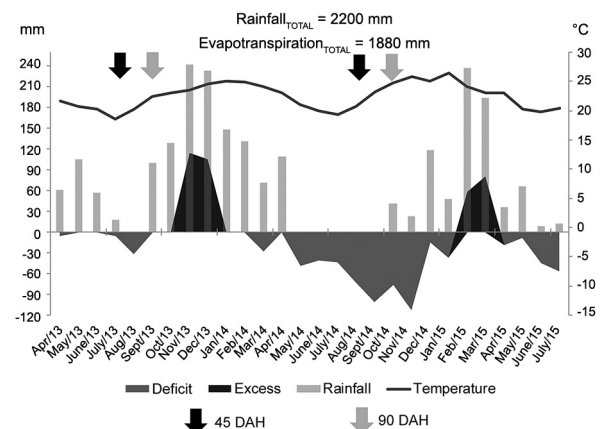 Rainfall TOTAL = 2200 mm
mm
°C
Evapotranspiration TOTAL = 1880 mm
240
210
180
150
120
90
60
30
0
-30
-60
-90
-120
30
25
20
15
10
5
0
-5
-10
-15
Apr/13
May/13
June/13
July/13
Aug/13
Sept/13
Oct/13
Nov/13
Dec/13
Jan/14
Feb/14
Mar/14
Apr/14
May/14
June/14
July/14
Aug/14
Sept/14
Oct/14
Nov/14
Dec/14
Jan/15
Feb/15
Mar/15
Apr/15
May/15
June/15
July/15
Deficit Excess Rainfall Temperature
45 DAH 90 DAH